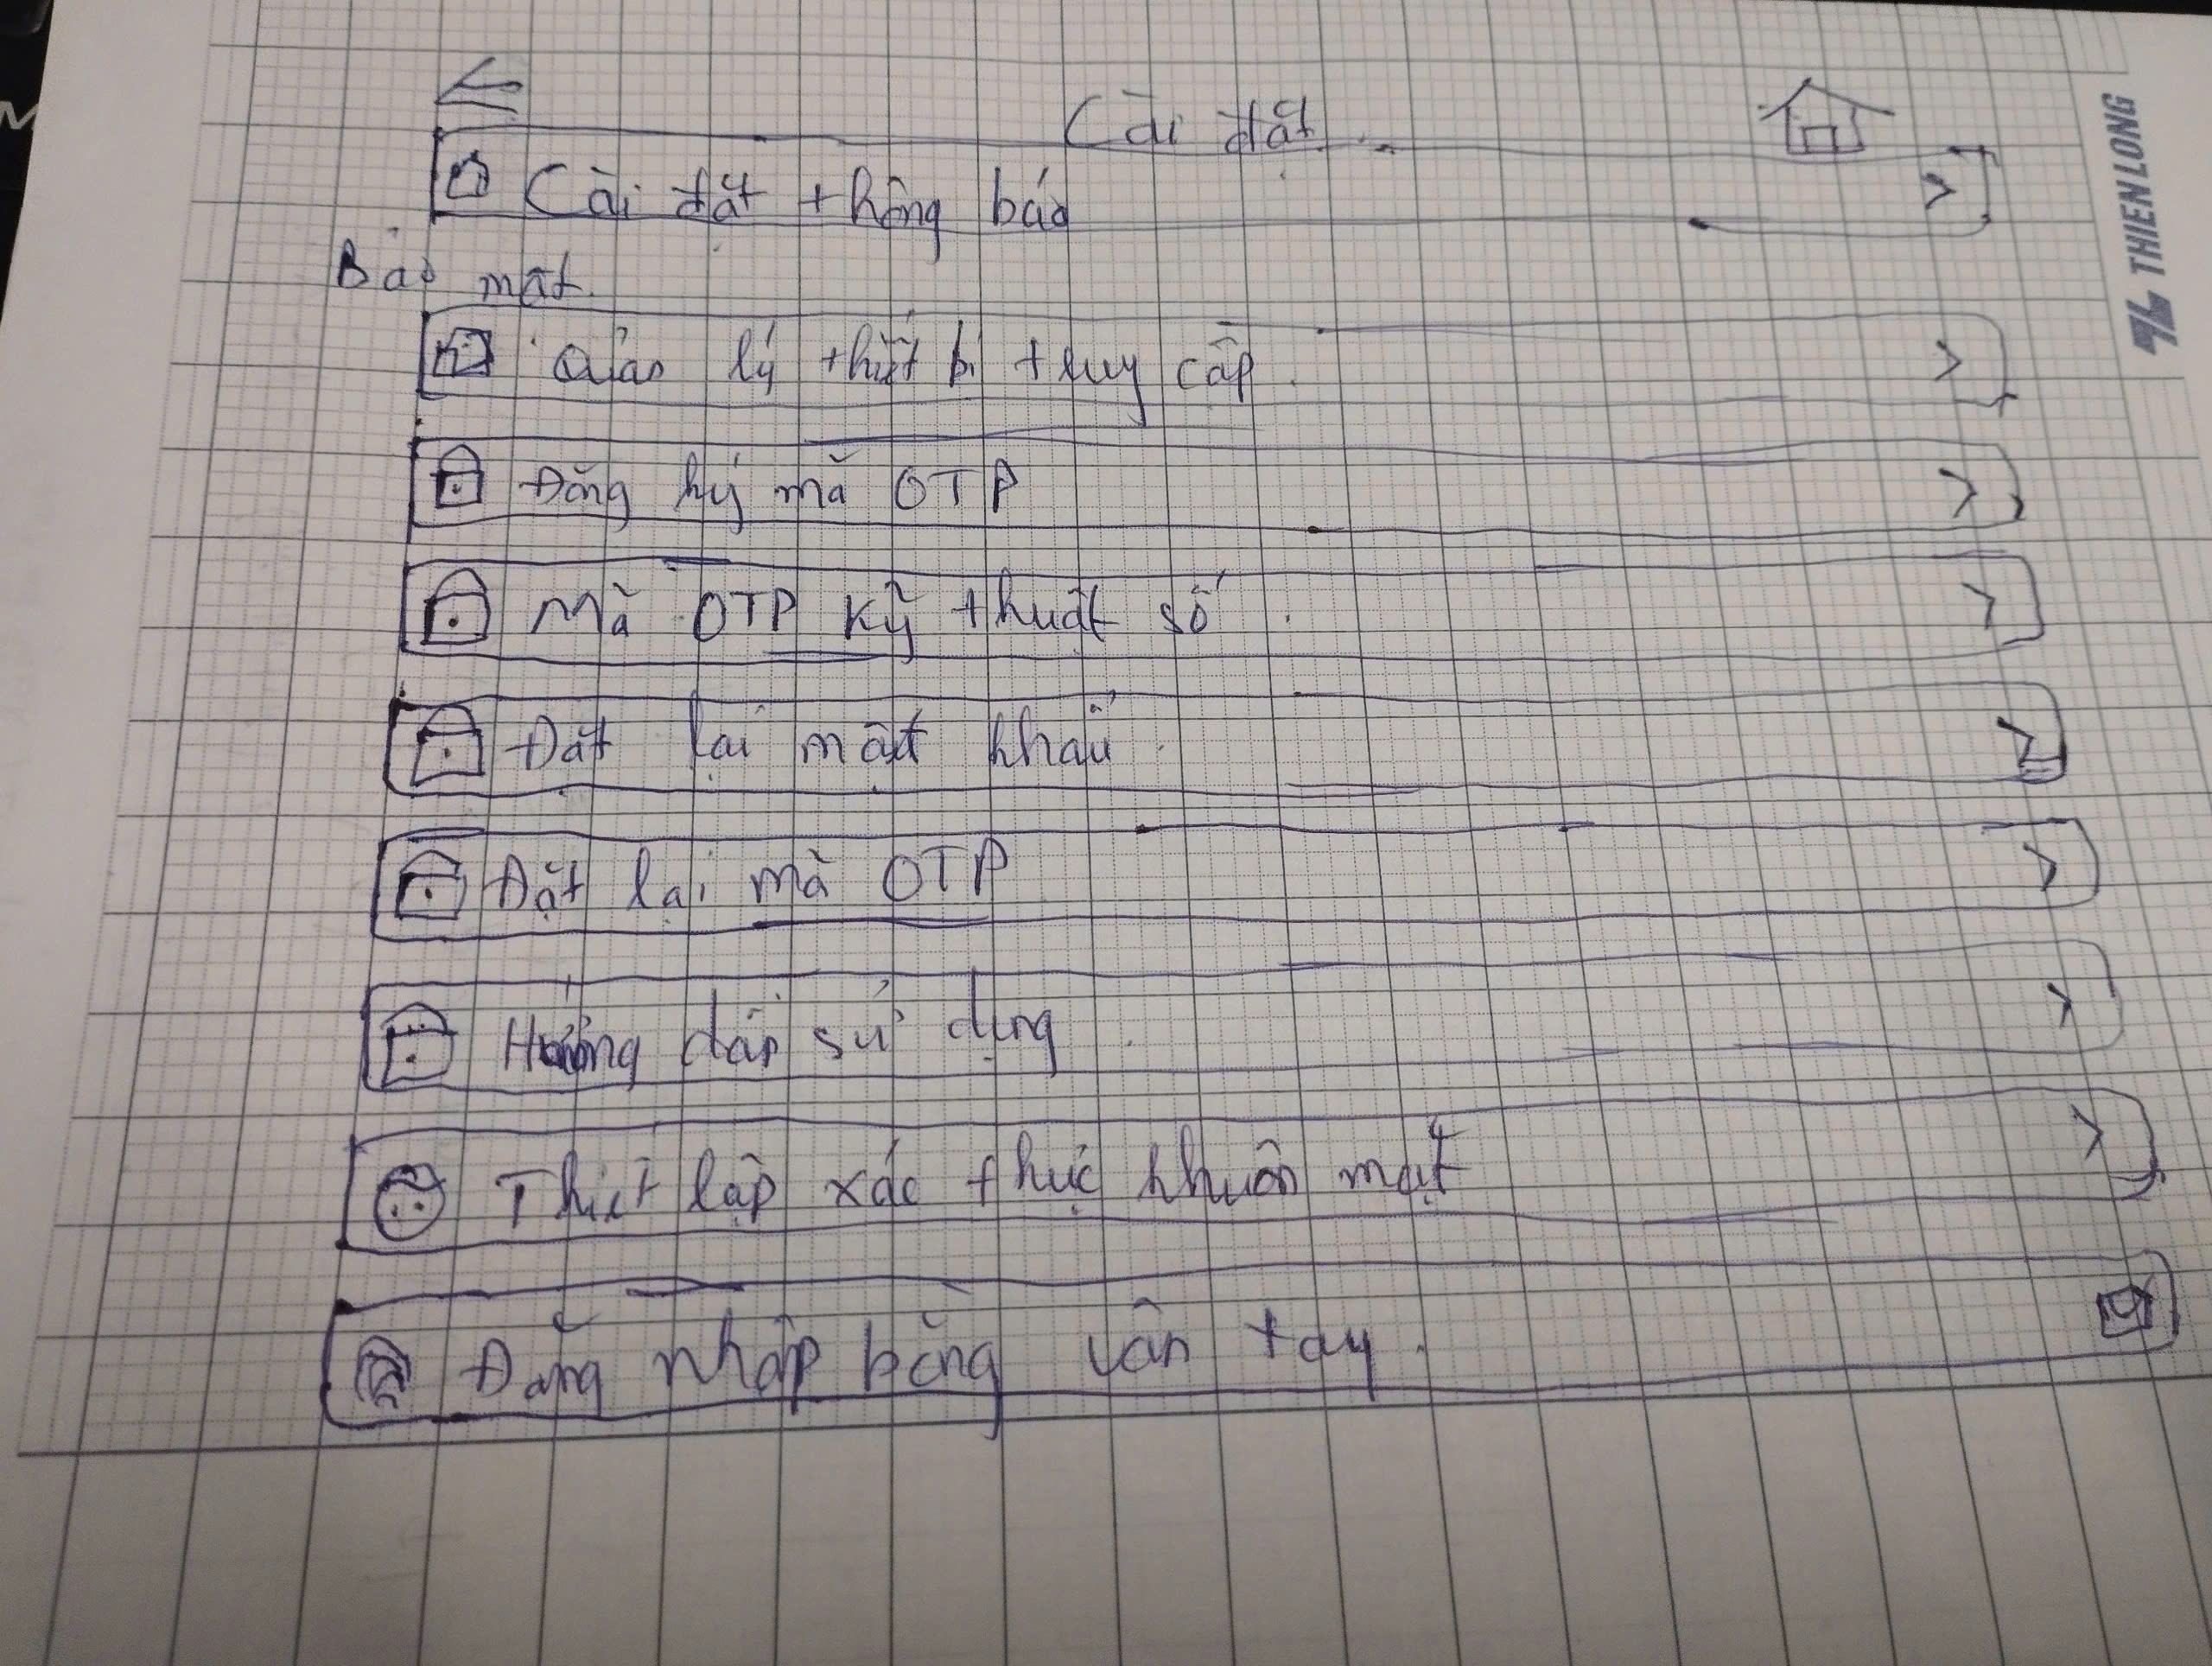 Cài đặt
Cài đặt thông báo
Bảo mật
Quản lý thiết bị truy cập
Đăng ký mã OTP
Mã OTP kỹ thuật số
Đặt lại mật khẩu
Đặt lại mã OTP
Hướng dẫn sử dụng
Thiết lập xác thực khuôn mặt
Đăng nhập bằng vân tay
THIEN LONG